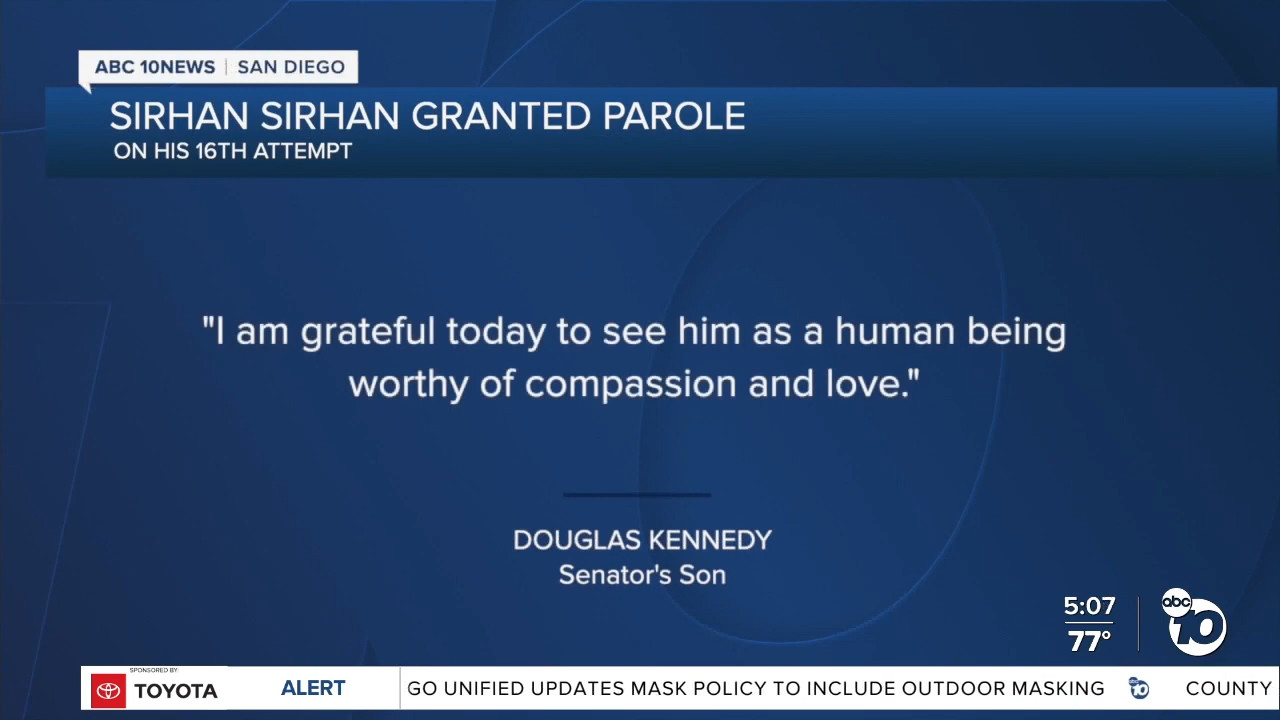 ABC 10NEWS | SAN DIEGO
SIRHAN SIRHAN GRANTED PAROLE
ON HIS 16TH ATTEMPT
"I am grateful today to see him as a human being
worthy of compassion and love."
DOUGLAS KENNEDY
Senator's Son
5:07
77°
abc 10
SPONSORED BY:
TOYOTA
ALERT
GO UNIFIED UPDATES MASK POLICY TO INCLUDE OUTDOOR MASKING abc 10 COUNTY